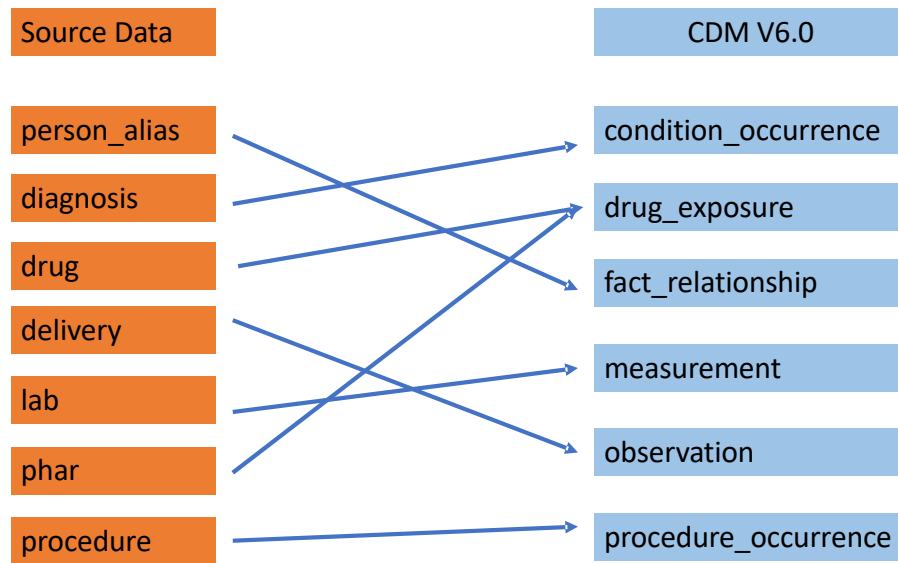 Source Data
CDM V6.0
person_alias
condition_occurrence
diagnosis
drug_exposure
drug
fact_relationship
delivery
measurement
lab
observation
phar
procedure
procedure_occurrence